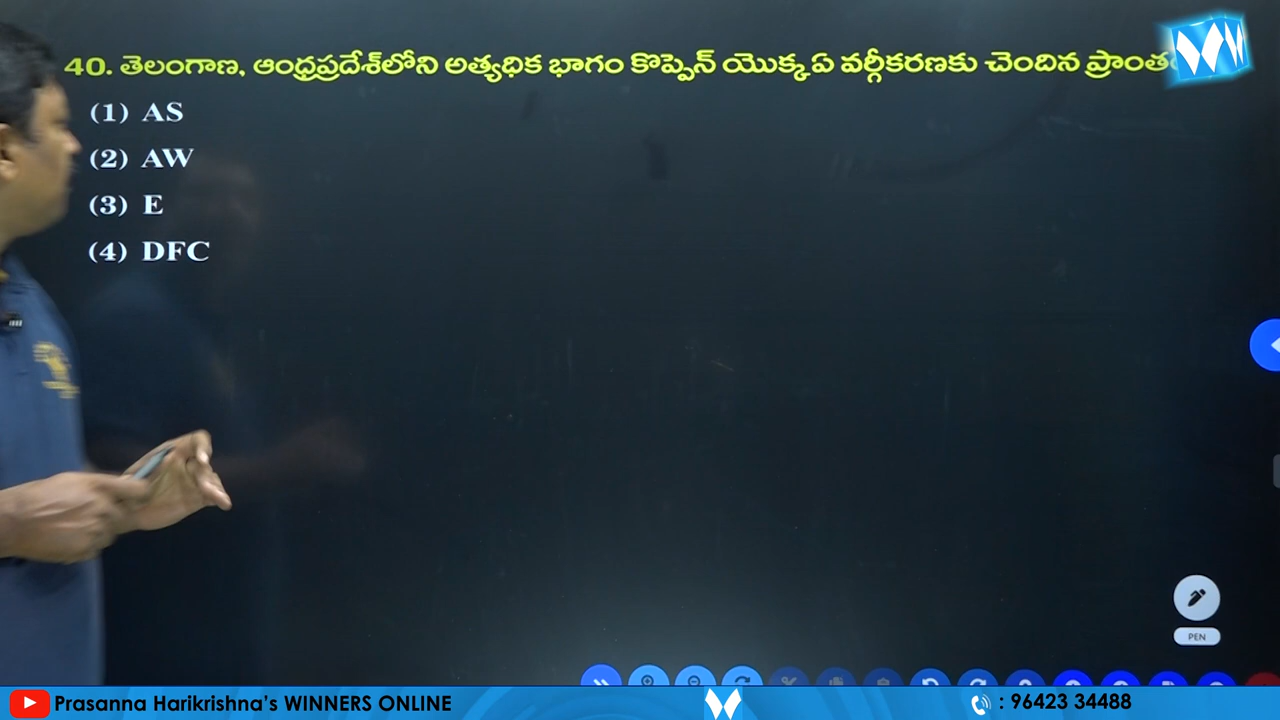 40. తెలంగాణ, ఆంధ్రప్రదేశ్‌లోని అత్యధిక భాగం కొప్పెన్ యొక్క ఏ వర్గీకరణకు చెందిన
(1) AS
(2) AW
(3) E
(4) DFC
PEN
Prasanna Harikrishna's WINNERS ONLINE
: 96423 34488